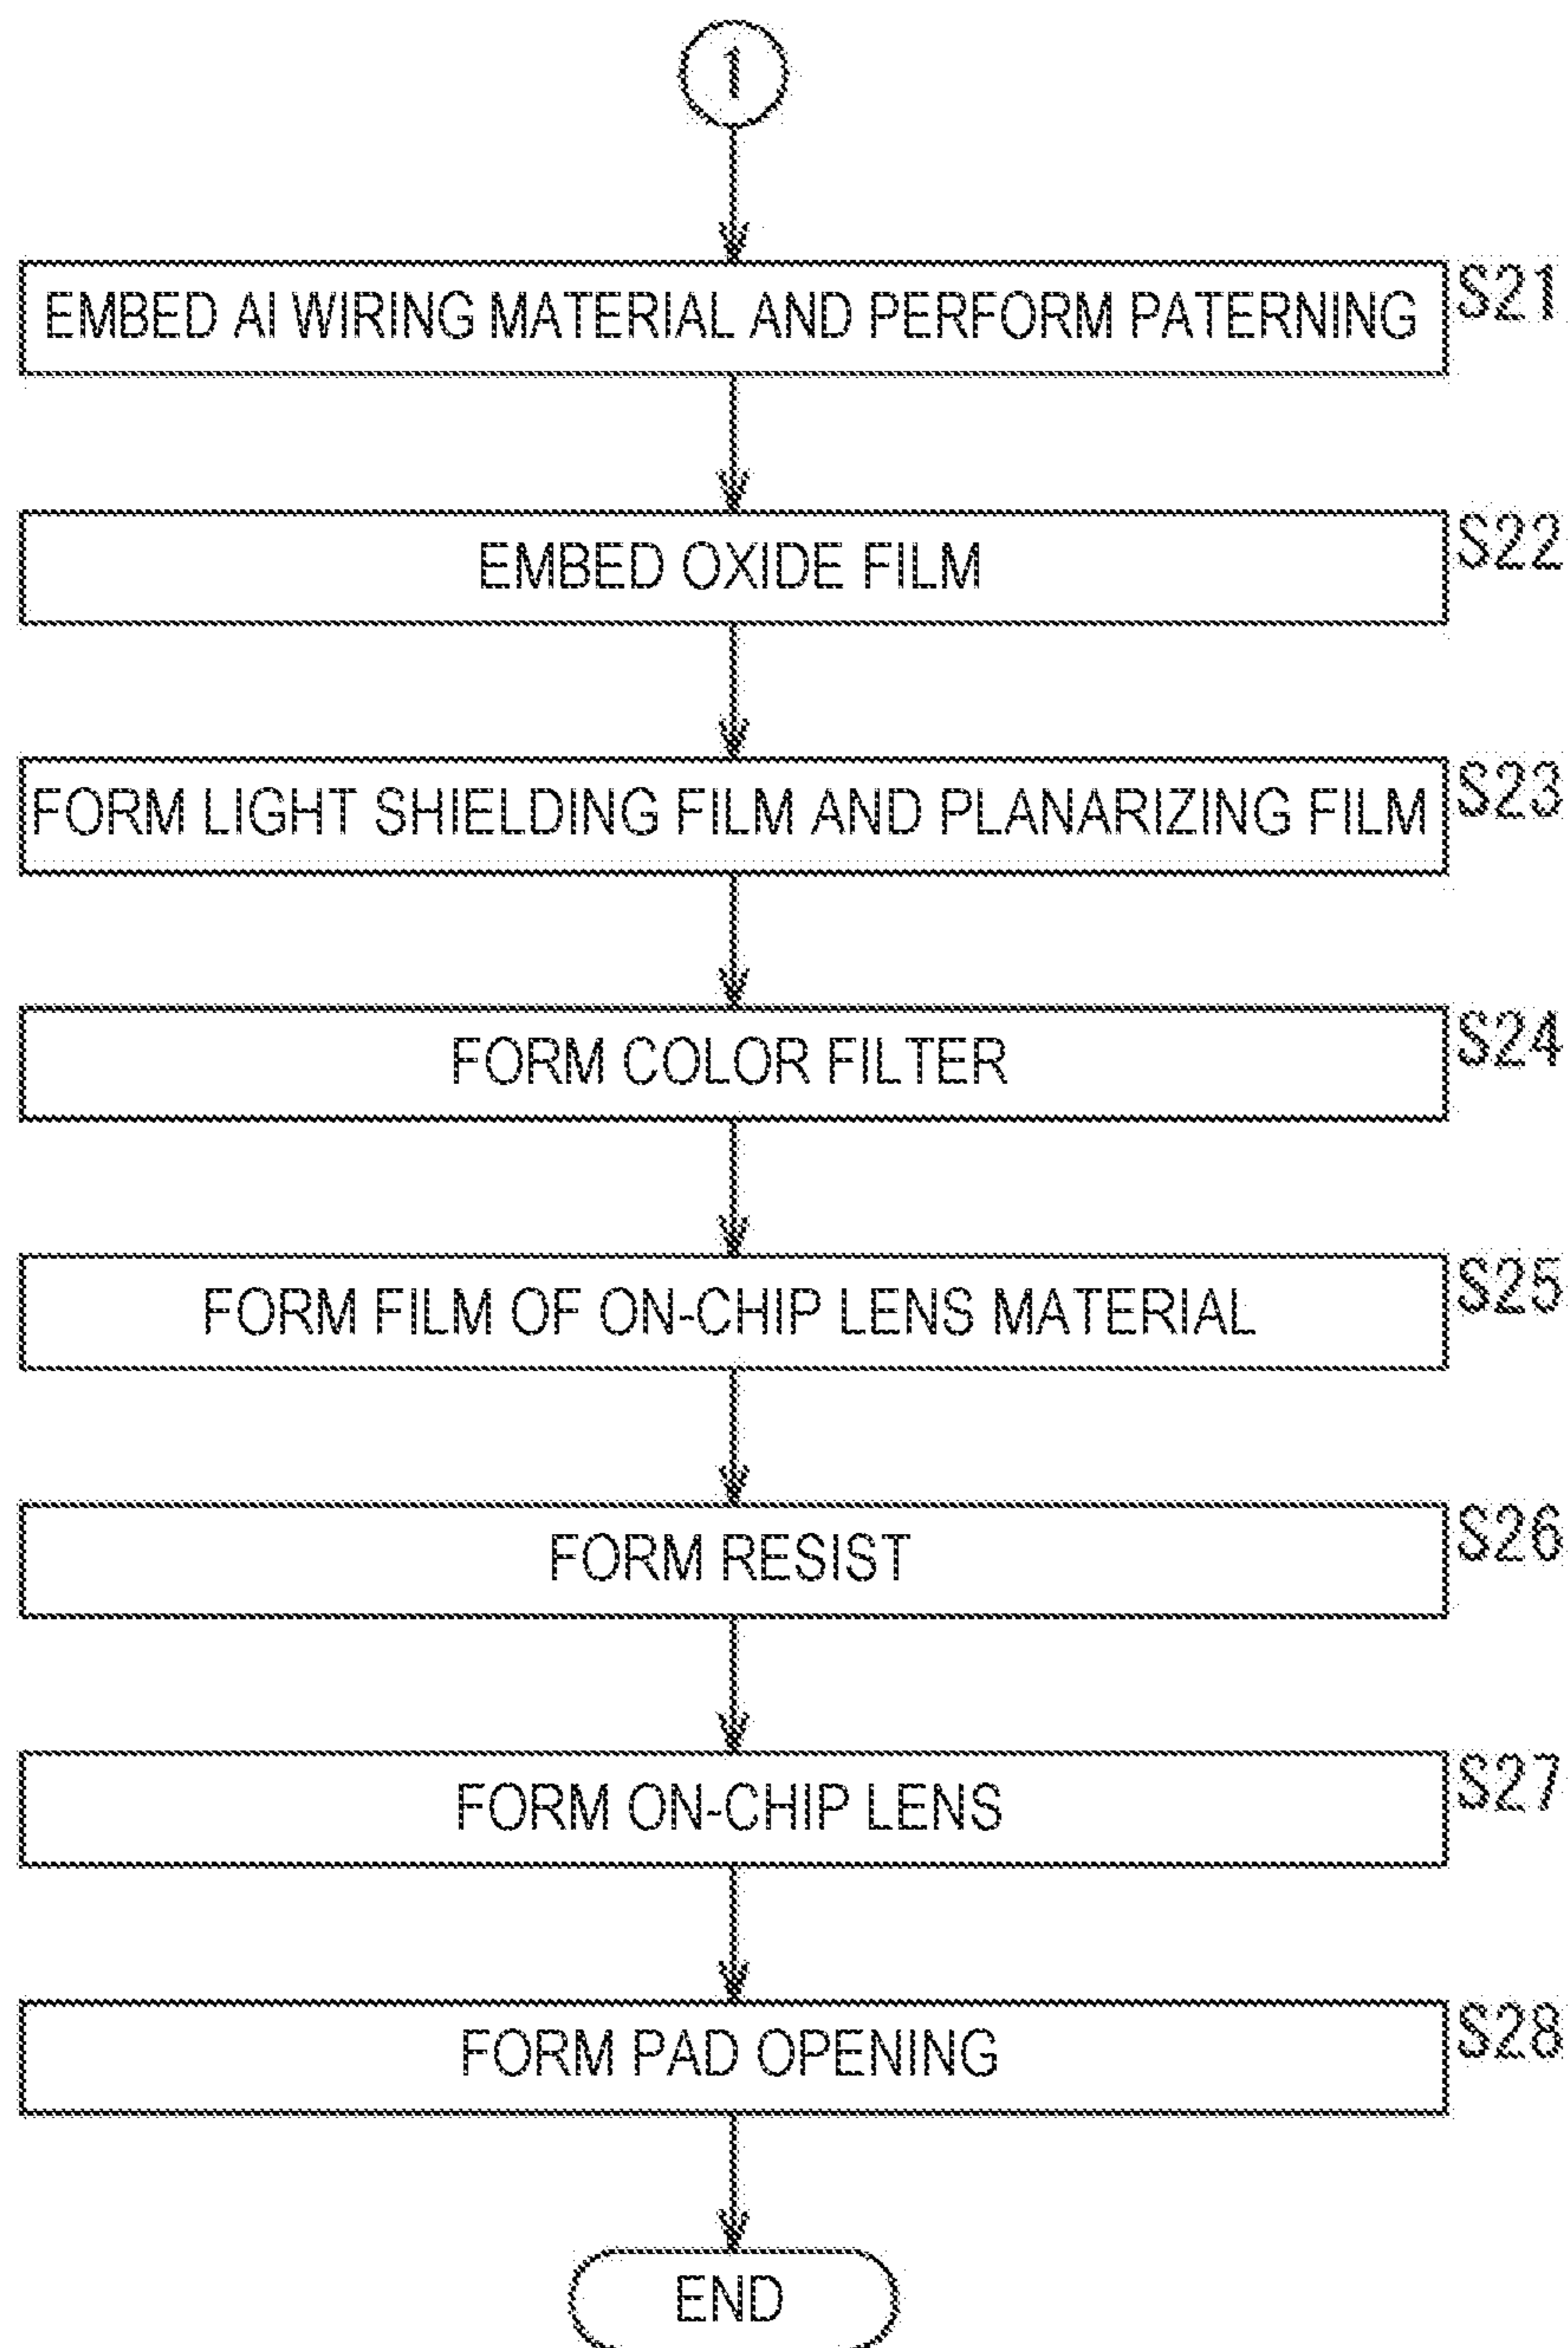 1
EMBED Al WIRING MATERIAL AND PERFORM PATERNING
S21
EMBED OXIDE FILM
S22
FORM LIGHT SHIELDING FILM AND PLANARIZING FILM
S23
FORM COLOR FILTER
S24
FORM FILM OF ON-CHIP LENS MATERIAL
S25
FORM RESIST
S26
FORM ON-CHIP LENS
S27
FORM PAD OPENING
S28
END